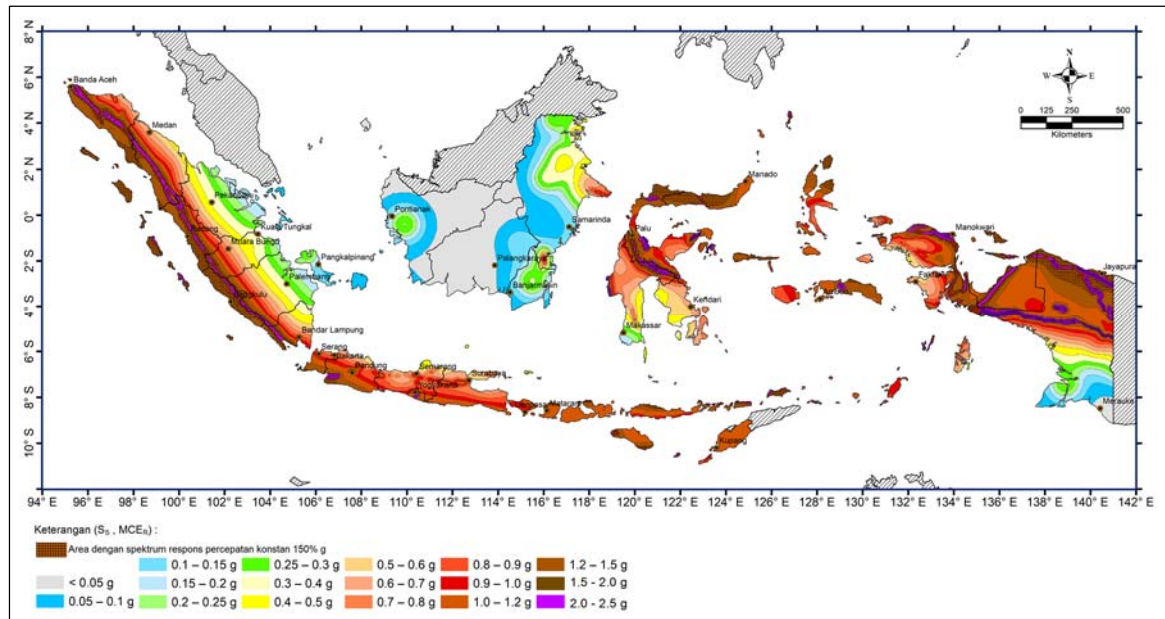 8° N
6° N
4° N
2° N
0°
2° S
4° S
6° S
8° S
10° S
94° E 96° E 98° E 100° E 102° E 104° E 106° E 108° E 110° E 112° E 114° E 116° E 118° E 120° E 122° E 124° E 126° E 128° E 130° E 132° E 134° E 136° E 138° E 140° E 142° E
N
W E
S
0 125 250 500
Kilometers
Banda Aceh
Medan
Pekanbaru
Kuala Tungkal
Padang
Muara Bungo
Pangkalpinang
Palembang
Bengkulu
Bandar Lampung
Serang
Jakarta
Bandung
Semarang
Yogyakarta
Surabaya
Denpasar
Mataram
Kupang
Pontianak
Samarinda
Palangkaraya
Banjarmasin
Manado
Palu
Kendari
Makassar
Manokwari
Jayapura
Merauke
Keterangan (S_S , MCE_R) :
Area dengan spektrum respons percepatan konstan 150% g
0.1 – 0.15 g 0.25 – 0.3 g 0.5 – 0.6 g 0.8 – 0.9 g 1.2 – 1.5 g
< 0.05 g 0.15 – 0.2 g 0.3 – 0.4 g 0.6 – 0.7 g 0.9 – 1.0 g 1.5 - 2.0 g
0.05 – 0.1 g 0.2 – 0.25 g 0.4 – 0.5 g 0.7 – 0.8 g 1.0 – 1.2 g 2.0 - 2.5 g